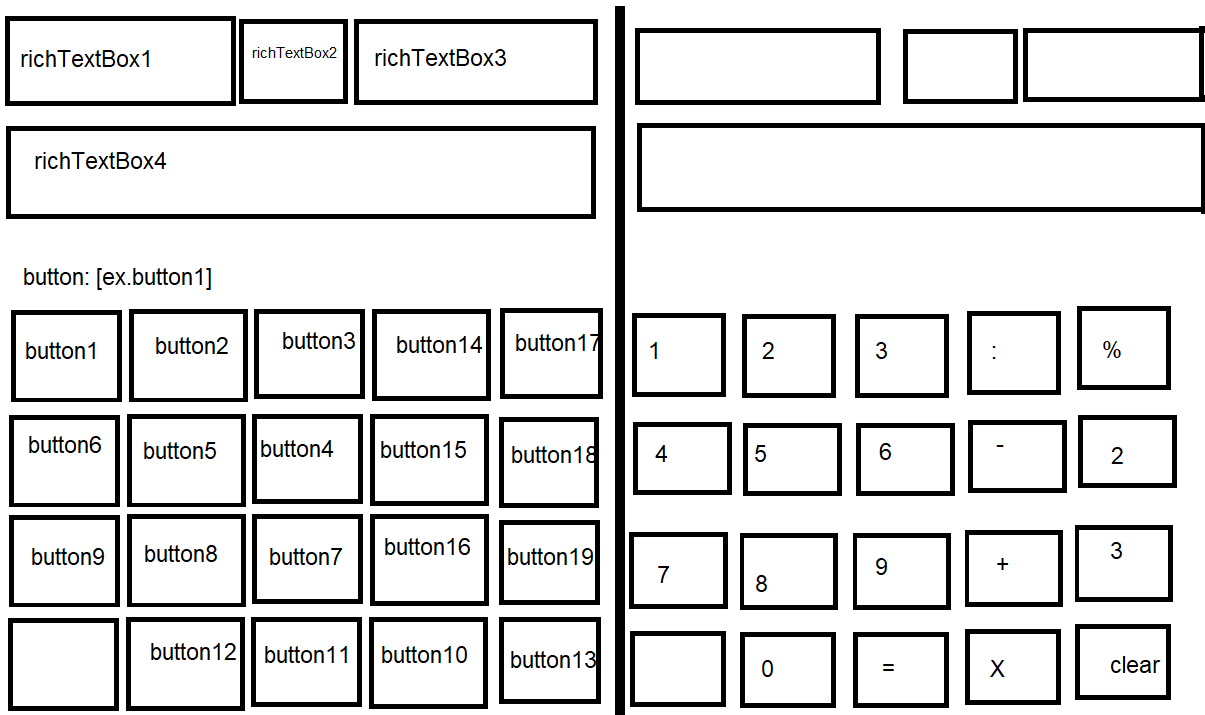 richTextBox1 richTextBox2 richTextBox3
richTextBox4
button: [ex.button1]
button1 button2 button3 button14 button17
button6 button5 button4 button15 button18
button9 button8 button7 button16 button19
button12 button11 button10 button13
1 2 3 : %
4 5 6 - 2
7 8 9 + 3
0 = X clear